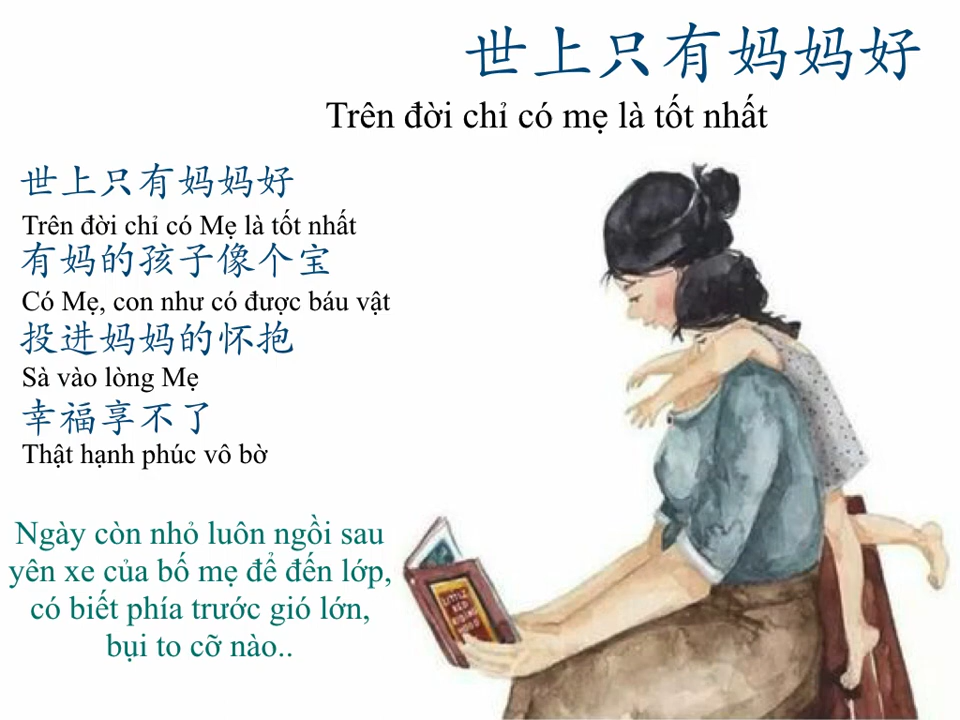 世上只有妈妈好
Trên đời chỉ có mẹ là tốt nhất
世上只有妈妈好
Trên đời chỉ có Mẹ là tốt nhất
有妈的孩子像个宝
Có Mẹ, con như có được báu vật
投进妈妈的怀抱
Sà vào lòng Mẹ
幸福享不了
Thật hạnh phúc vô bờ
Ngày còn nhỏ luôn ngồi sau
yên xe của bố mẹ để đến lớp,
có biết phía trước gió lớn,
bụi to cỡ nào..
LITTLE
RED
RIDING
HOOD